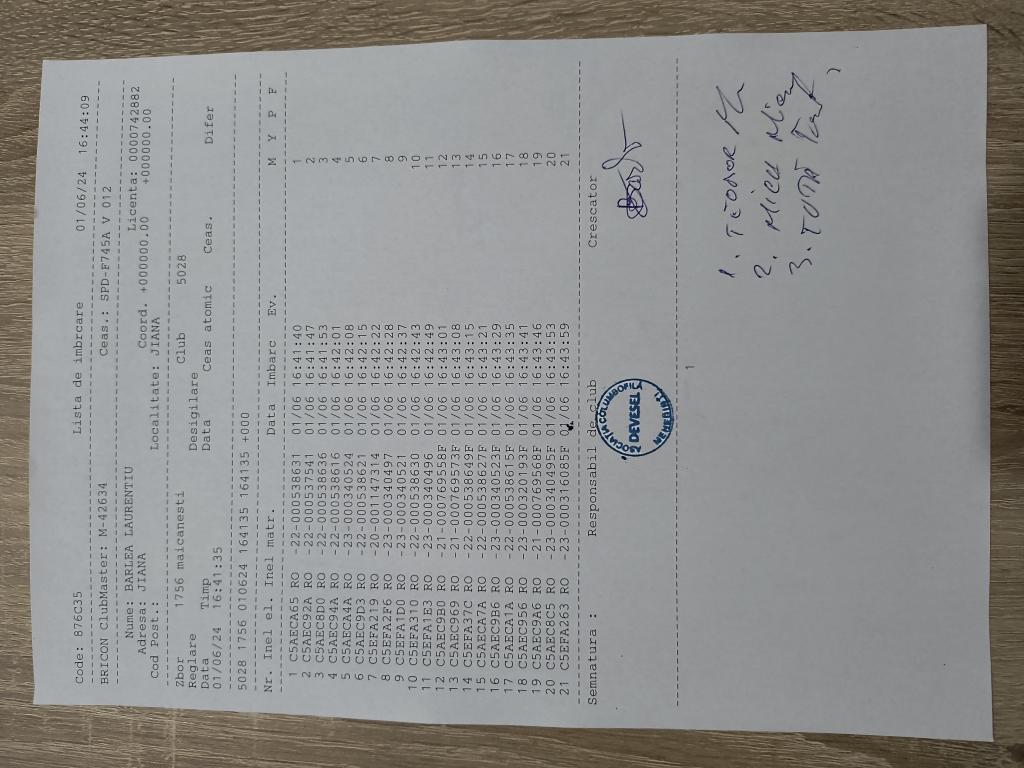 Code: 876C35 Lista de imbrcare 01/06/24 16:44:09
BRICON ClubMaster: M-42634 Ceas.: SPD-F745A V 012
Nume: BARLEA LAURENTIU Licenta: 0000742882
Adresa: JIANA Coord. +000000.00 +000000.00
Cod Post.: Localitate: JIANA
Zbor 1756 maicanesti Club 5028
Reglare Desigilare
Data Timp Data Ceas atomic Ceas. Difer
01/06/24 16:41:35
5028 1756 010624 164135 164135 +000
Nr. Inel el. Inel matr. Data Imbarc Ev. M Y P F
1 C5AECA65 RO -22-000538631 01/06 16:41:40 1
2 C5AEC92A RO -22-000537541 01/06 16:41:47 2
3 C5AEC8D0 RO -22-000538636 01/06 16:41:53 3
4 C5AEC94A RO -22-000538616 01/06 16:42:01 4
5 C5AECA4A RO -23-000340524 01/06 16:42:08 5
6 C5AEC9D3 RO -22-000538621 01/06 16:42:15 6
7 C5EFA219 RO -20-001147314 01/06 16:42:22 7
8 C5EFA2F6 RO -23-000340497 01/06 16:42:28 8
9 C5EFA1D0 RO -23-000340521 01/06 16:42:37 9
10 C5EFA310 RO -22-000538630 01/06 16:42:43 10
11 C5EFA1E3 RO -23-000340496 01/06 16:42:49 11
12 C5AEC9B0 RO -21-000769558F 01/06 16:43:01 12
13 C5AEC969 RO -21-000769573F 01/06 16:43:08 13
14 C5EFA37C RO -22-000538649F 01/06 16:43:15 14
15 C5AECA7A RO -22-000538627F 01/06 16:43:21 15
16 C5AEC9B6 RO -23-000340523F 01/06 16:43:29 16
17 C5AECA1A RO -22-000538615F 01/06 16:43:35 17
18 C5AEC956 RO -23-000320193F 01/06 16:43:41 18
19 C5AEC9A6 RO -21-000769568F 01/06 16:43:46 19
20 C5AEC8C5 RO -23-000340495F 01/06 16:43:53 20
21 C5EFA263 RO -23-000316085F 01/06 16:43:59 21
Semnatura : Responsabil de club Crescator
COLUMBOFILA
DEVESEL
1
1. TEODOR
2. MICU
3. TUTA